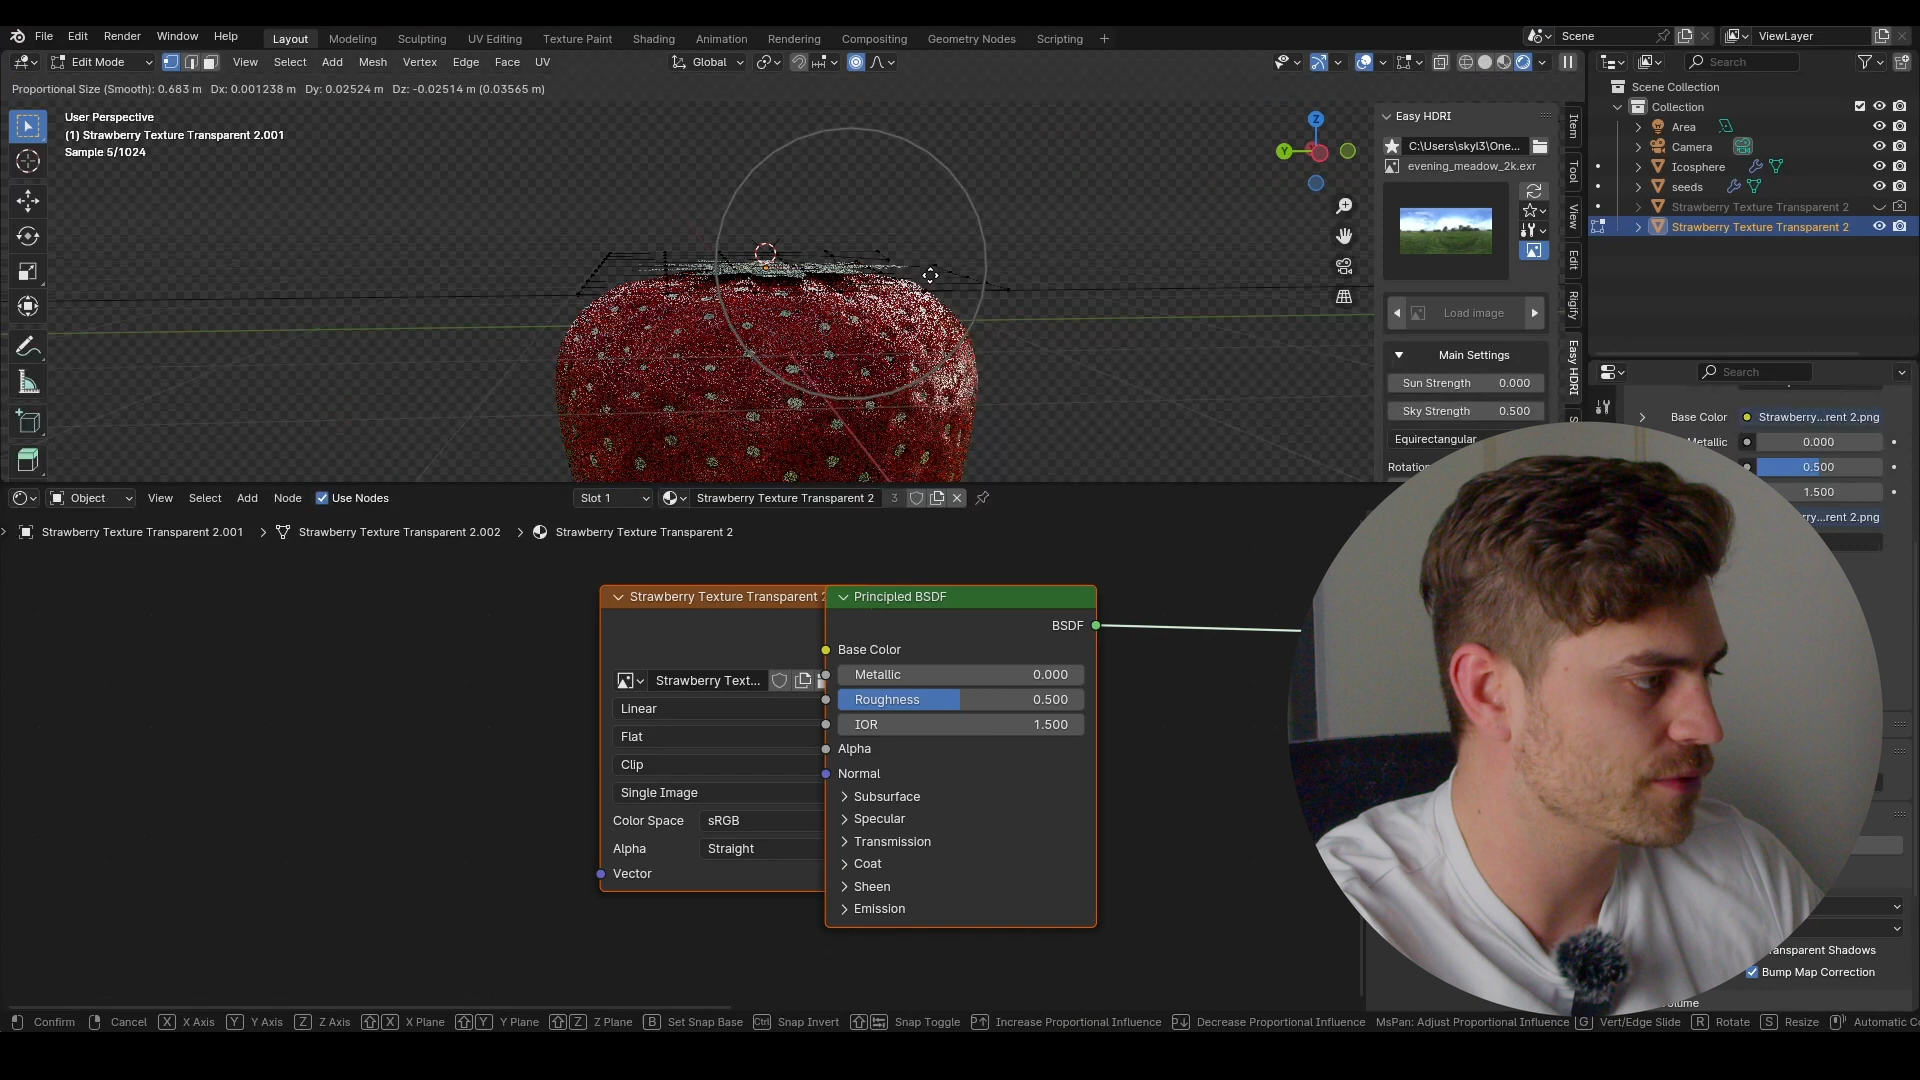 File Edit Render Window Help
Layout Modeling Sculpting UV Editing Texture Paint Shading Animation Rendering Compositing Geometry Nodes Scripting +
Scene
ViewLayer
Edit Mode View Select Add Mesh Vertex Edge Face UV
Global
Search
Proportional Size (Smooth): 0.683 m Dx: 0.001238 m Dy: 0.02524 m Dz: -0.02514 m (0.03565 m)
User Perspective
(1) Strawberry Texture Transparent 2.001
Sample 5/1024
Z
Y
Easy HDRI
C:\Users\skyl3\One...
evening_meadow_2k.exr
Load image
Main Settings
Sun Strength 0.000
Sky Strength 0.500
Equirectangular
Rotatio
Item
Tool
View
Edit
Rigify
Easy HDRI
S
Scene Collection
Collection
Area
Camera
Icosphere
seeds
Strawberry Texture Transparent 2
Strawberry Texture Transparent 2
Search
Base Color Strawberry...rent 2.png
Metallic 0.000
0.500
1.500
rry...rent 2.png
Object View Select Add Node Use Nodes
Slot 1
Strawberry Texture Transparent 2 3
Strawberry Texture Transparent 2.001 Strawberry Texture Transparent 2.002 Strawberry Texture Transparent 2
Strawberry Texture Transparent 2
Strawberry Text...
Linear
Flat
Clip
Single Image
Color Space sRGB
Alpha Straight
Vector
Principled BSDF
BSDF
Base Color
Metallic 0.000
Roughness 0.500
IOR 1.500
Alpha
Normal
Subsurface
Specular
Transmission
Coat
Sheen
Emission
ansparent Shadows
Bump Map Correction
olume
Confirm Cancel X X Axis Y Y Axis Z Z Axis X X Plane Y Y Plane Z Z Plane B Set Snap Base Ctrl Snap Invert Snap Toggle Increase Proportional Influence Decrease Proportional Influence MsPan: Adjust Proportional Influence G Vert/Edge Slide R Rotate S Resize Automatic Co